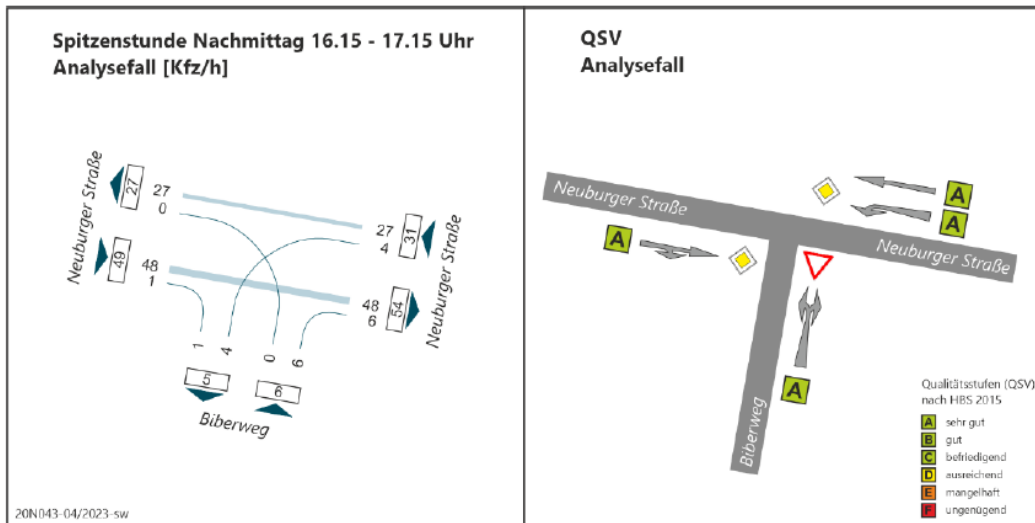 Spitzenstunde Nachmittag 16.15 - 17.15 Uhr
Analysefall [Kfz/h]
Neuburger Straße
27
27
0
49
48
1
27
4
31
48
6
54
Neuburger Straße
1
4
0
6
5
6
Biberweg
20N043-04/2023-sw
QSV
Analysefall
Neuburger Straße
A
A
A
Neuburger Straße
A
Biberweg
Qualitätsstufen (QSV)
nach HBS 2015
A sehr gut
B gut
C befriedigend
D ausreichend
E mangelhaft
F ungenügend